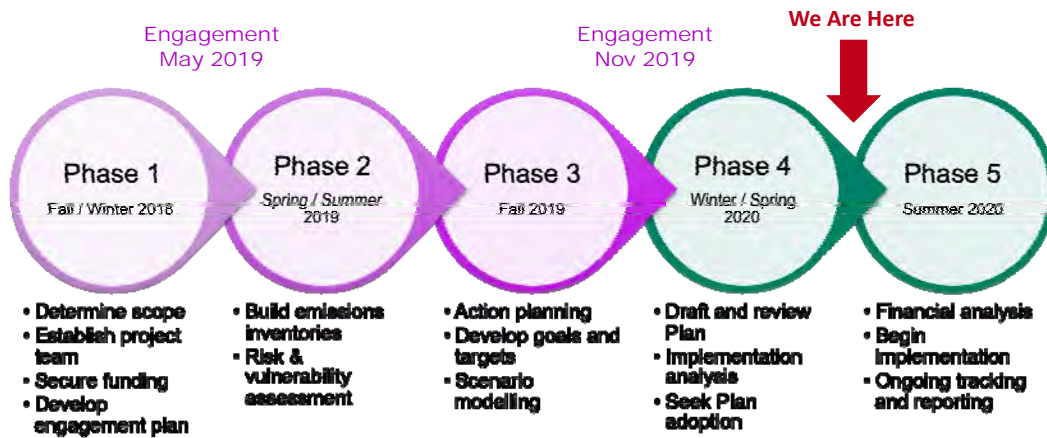 Engagement
May 2019
Engagement
Nov 2019
We Are Here
Phase 1
Fall / Winter 2018
Phase 2
Spring / Summer
2019
Phase 3
Fall 2019
Phase 4
Winter / Spring
2020
Phase 5
Summer 2020
• Determine scope
• Establish project
team
• Secure funding
• Develop
engagement plan
• Build emissions
inventories
• Risk &
vulnerability
assessment
• Action planning
• Develop goals and
targets
• Scenario
modelling
• Draft and review
Plan
• Implementation
analysis
• Seek Plan
adoption
• Financial analysis
• Begin
implementation
• Ongoing tracking
and reporting